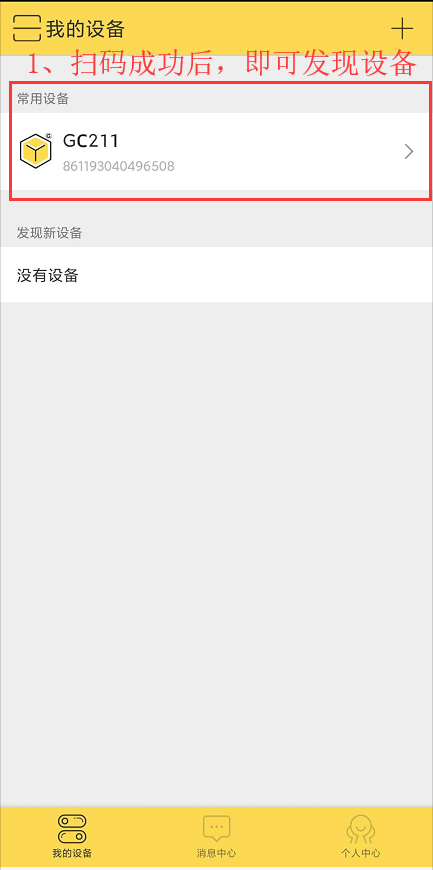 我的设备
1、扫码成功后，即可发现设备
常用设备
GC211
861193040496508
发现新设备
没有设备
我的设备
消息中心
个人中心